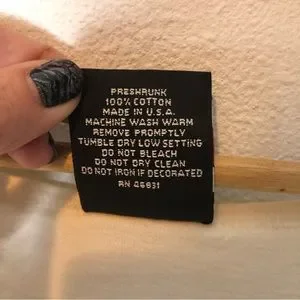 PRESHRUNK
100% COTTON
MADE IN U.S.A.
MACHINE WASH WARM
REMOVE PROMPTLY
TUMBLE DRY LOW SETTING
DO NOT BLEACH
DO NOT DRY CLEAN
DO NOT IRON IF DECORATED
RN 46831